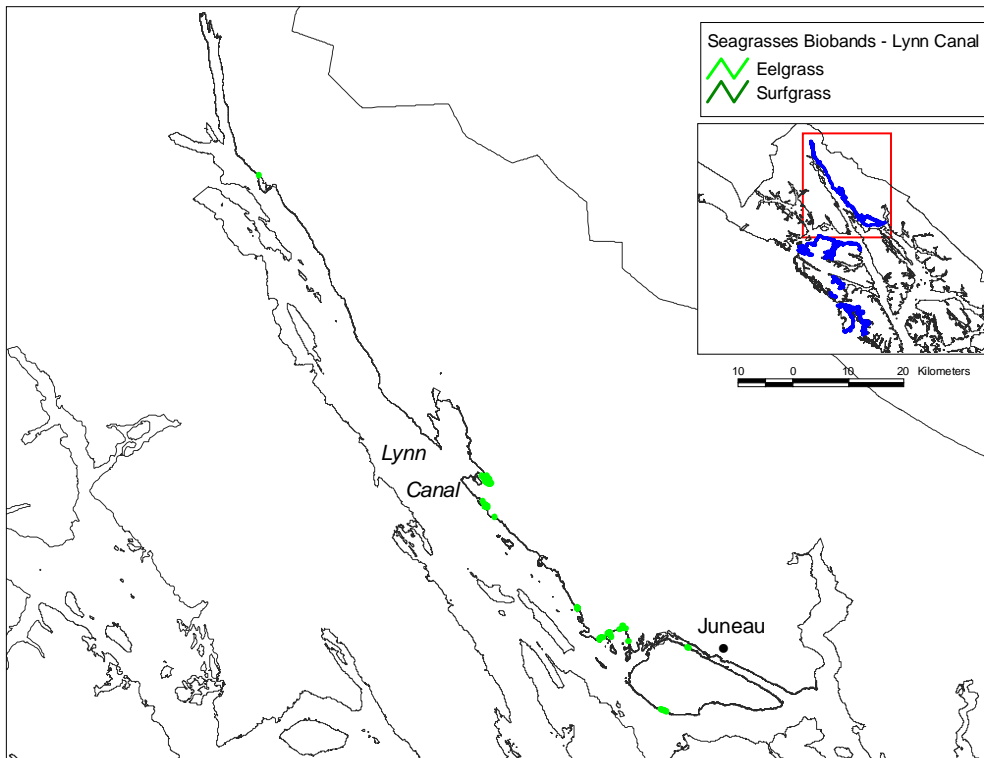 Seagrasses Biobands - Lynn Canal
Eelgrass
Surfgrass
10 0 10 20 Kilometers
Lynn
Canal
Juneau